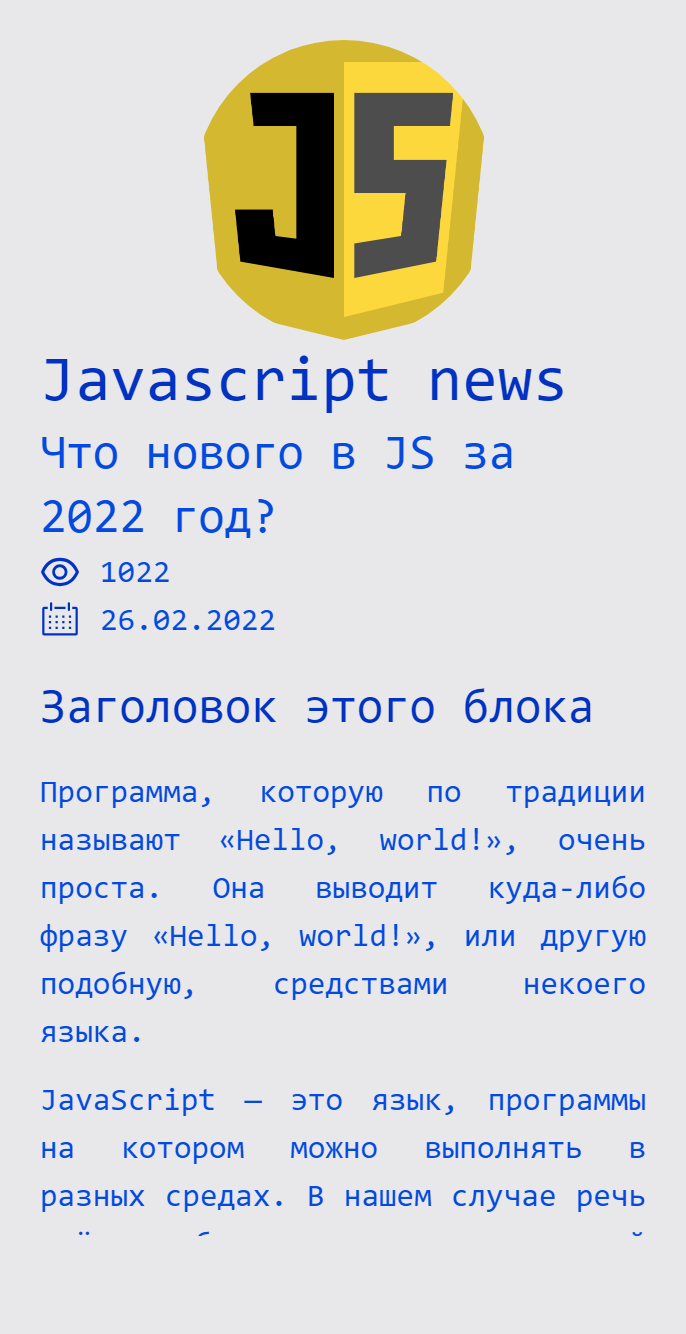 JS
Javascript news
Что нового в JS за
2022 год?
1022
26.02.2022
Заголовок этого блока
Программа, которую по традиции
называют «Hello, world!», очень
проста. Она выводит куда-либо
фразу «Hello, world!», или другую
подобную, средствами некоего
языка.
JavaScript — это язык, программы
на котором можно выполнять в
разных средах. В нашем случае речь